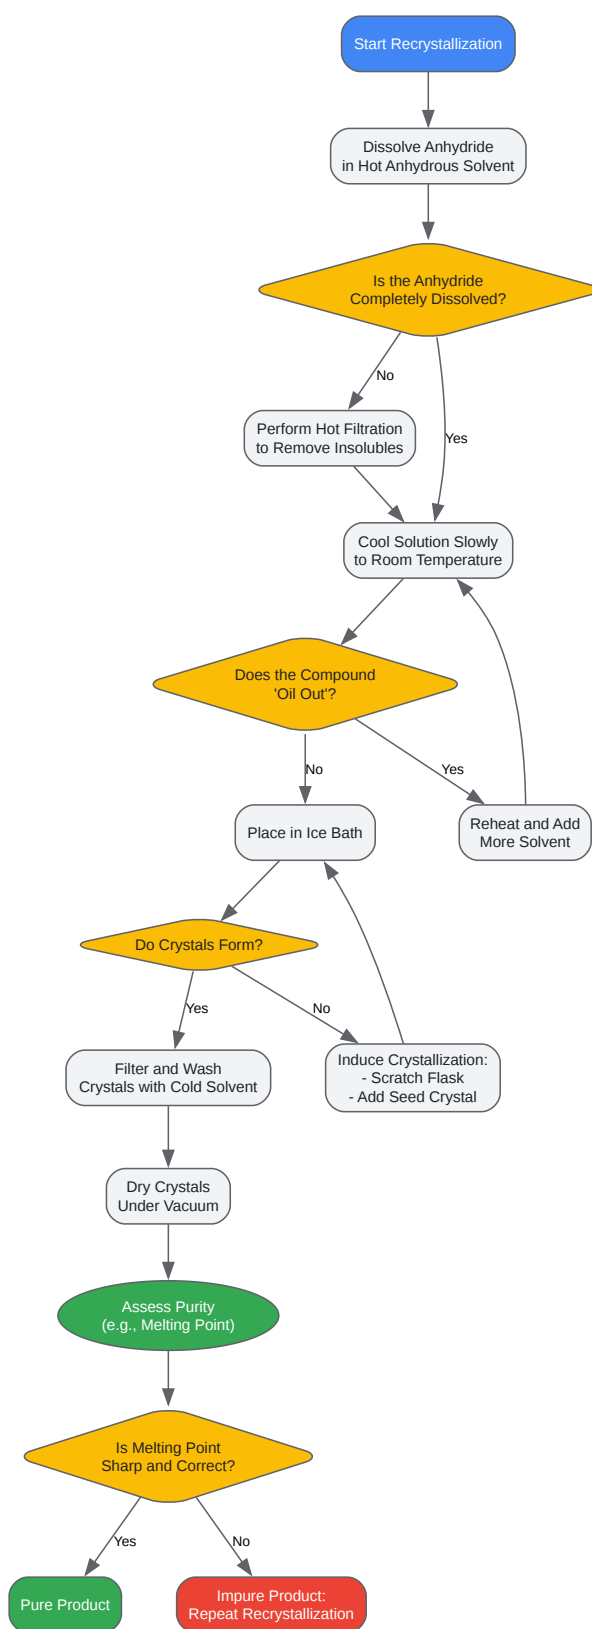 Start Recrystallization
Dissolve Anhydride
in Hot Anhydrous Solvent
Is the Anhydride
Completely Dissolved?
No
Perform Hot Filtration
to Remove Insolubles
Yes
Cool Solution Slowly
to Room Temperature
Does the Compound
'Oil Out'?
No
Yes
Place in Ice Bath
Reheat and Add
More Solvent
Do Crystals Form?
Yes
No
Filter and Wash
Crystals with Cold Solvent
Induce Crystallization:
- Scratch Flask
- Add Seed Crystal
Dry Crystals
Under Vacuum
Assess Purity
(e.g., Melting Point)
Is Melting Point
Sharp and Correct?
Yes
No
Pure Product
Impure Product:
Repeat Recrystallization